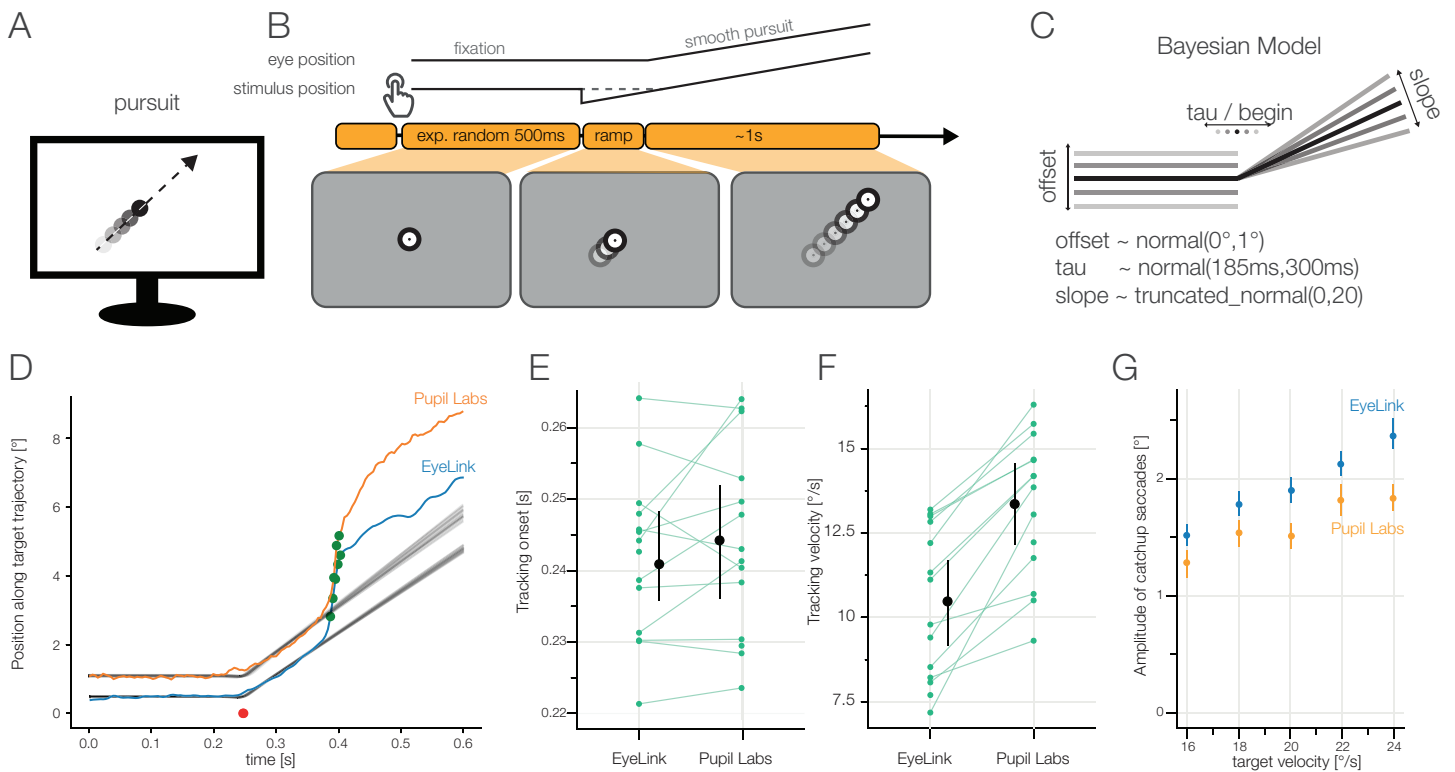 A
pursuit
B
fixation
smooth pursuit
eye position
stimulus position
exp. random 500ms
ramp
~1s
C
Bayesian Model
tau / begin
slope
offset
offset ~ normal(0°,1°)
tau ~ normal(185ms,300ms)
slope ~ truncated_normal(0,20)
D
Position along target trajectory [°]
8
6
4
2
0
Pupil Labs
EyeLink
0.0 0.1 0.2 0.3 0.4 0.5 0.6
time [s]
E
Tracking onset [s]
0.26
0.25
0.24
0.23
0.22
EyeLink Pupil Labs
F
Tracking velocity [°/s]
15
12.5
10
7.5
EyeLink Pupil Labs
G
Amplitude of catchup saccades [°]
2
1
0
EyeLink
Pupil Labs
16 18 20 22 24
target velocity [°/s]